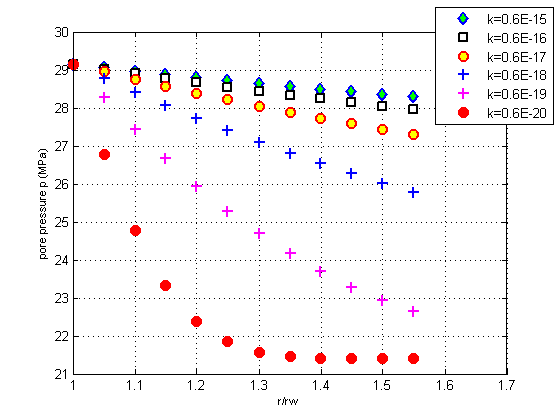 k=0.6E-15
k=0.6E-16
k=0.6E-17
k=0.6E-18
k=0.6E-19
k=0.6E-20
30
29
28
27
26
25
24
23
22
21
pore pressure p (MPa)
1
1.1
1.2
1.3
1.4
1.5
1.6
1.7
r/rw